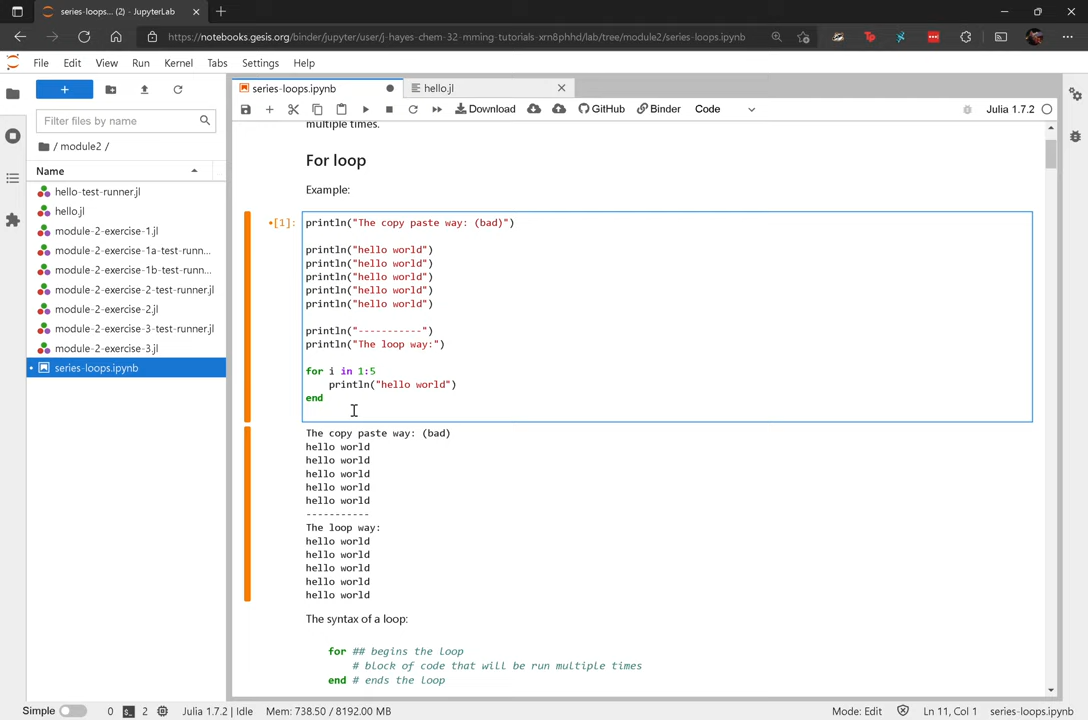 series-loops... (2) - JupyterLab
https://notebooks.gesis.org/binder/jupyter/user/j-hayes-chem-32-mming-tutorials-xrn8phhd/lab/tree/module2/series-loops.ipynb
File Edit View Run Kernel Tabs Settings Help
series-loops.ipynb
hello.jl
Download GitHub Binder Code Julia 1.7.2
Filter files by name
/ module2 /
Name
hello-test-runner.jl
hello.jl
module-2-exercise-1.jl
module-2-exercise-1a-test-runn...
module-2-exercise-1b-test-runn...
module-2-exercise-2-test-runner.jl
module-2-exercise-2.jl
module-2-exercise-3-test-runner.jl
module-2-exercise-3.jl
series-loops.ipynb
multiple times.
For loop
Example:
[1]: println("The copy paste way: (bad)")
println("hello world")
println("hello world")
println("hello world")
println("hello world")
println("hello world")
println("-----------")
println("The loop way:")
for i in 1:5
println("hello world")
end
The copy paste way: (bad)
hello world
hello world
hello world
hello world
hello world
-----------
The loop way:
hello world
hello world
hello world
hello world
hello world
The syntax of a loop:
for ## begins the loop
# block of code that will be run multiple times
end # ends the loop
Simple 0 2 Julia 1.7.2 | Idle Mem: 738.50 / 8192.00 MB Mode: Edit Ln 11, Col 1 series-loops.ipynb